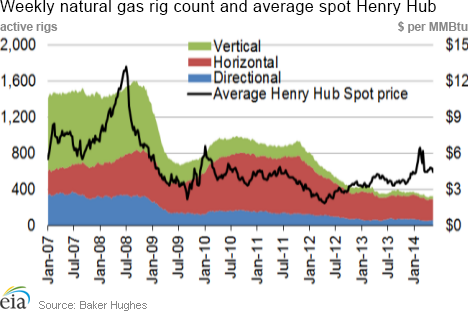 Weekly natural gas rig count and average spot Henry Hub
active rigs $ per MMBtu
2,000 $15
Vertical
Horizontal
Directional
Average Henry Hub Spot price
1,600 $12
1,200 $9
800 $6
400 $3
0 $0
Jan-07 Jul-07 Jan-08 Jul-08 Jan-09 Jul-09 Jan-10 Jul-10 Jan-11 Jul-11 Jan-12 Jul-12 Jan-13 Jul-13 Jan-14
eia Source: Baker Hughes